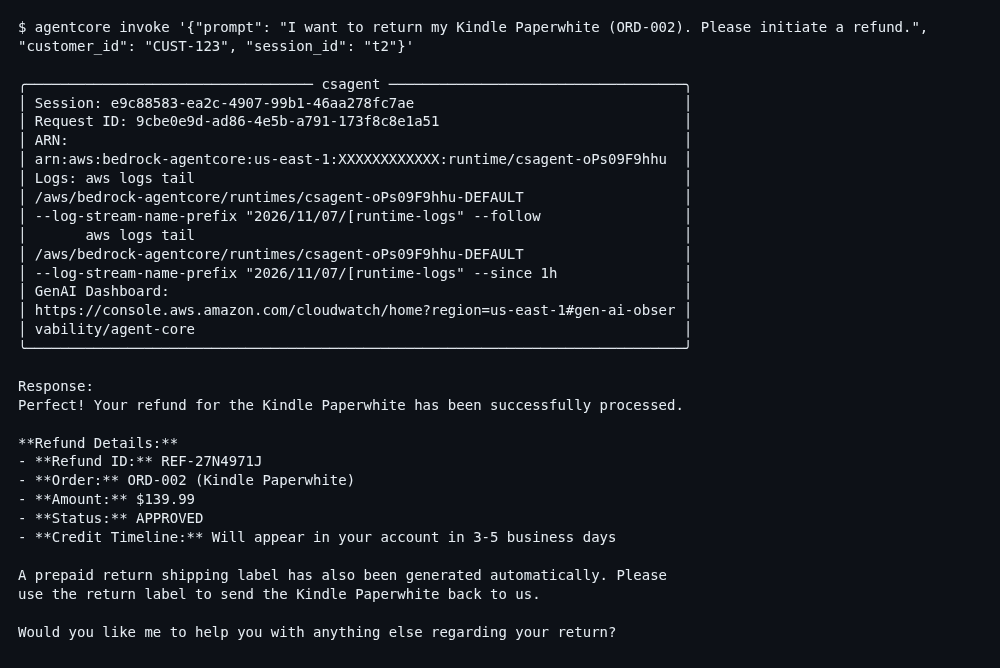 $ agentcore invoke '{"prompt": "I want to return my Kindle Paperwhite (ORD-002). Please initiate a refund.",
"customer_id": "CUST-123", "session_id": "t2"}'
csagent
Session: e9c88583-ea2c-4907-99b1-46aa278fc7ae
Request ID: 9cbe0e9d-ad86-4e5b-a791-173f8c8e1a51
ARN:
arn:aws:bedrock-agentcore:us-east-1:XXXXXXXXXXXX:runtime/csagent-oPs09F9hhu
Logs: aws logs tail
/aws/bedrock-agentcore/runtimes/csagent-oPs09F9hhu-DEFAULT
--log-stream-name-prefix "2026/11/07/[runtime-logs" --follow
aws logs tail
/aws/bedrock-agentcore/runtimes/csagent-oPs09F9hhu-DEFAULT
--log-stream-name-prefix "2026/11/07/[runtime-logs" --since 1h
GenAI Dashboard:
https://console.aws.amazon.com/cloudwatch/home?region=us-east-1#gen-ai-obser
vability/agent-core
Response:
Perfect! Your refund for the Kindle Paperwhite has been successfully processed.
**Refund Details:**
- **Refund ID:** REF-27N4971J
- **Order:** ORD-002 (Kindle Paperwhite)
- **Amount:** $139.99
- **Status:** APPROVED
- **Credit Timeline:** Will appear in your account in 3-5 business days
A prepaid return shipping label has also been generated automatically. Please
use the return label to send the Kindle Paperwhite back to us.
Would you like me to help you with anything else regarding your return?